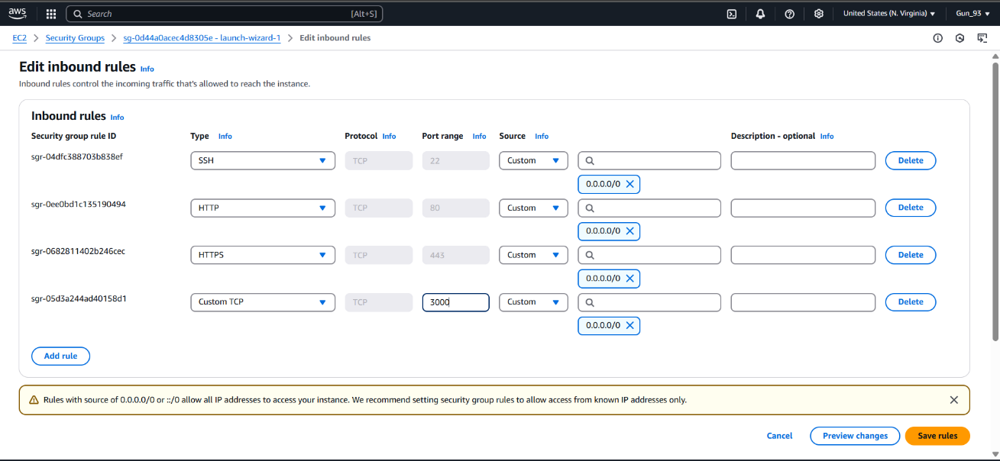 aws
Search [Alt+S]
United States (N. Virginia) Gun_93
EC2 Security Groups sg-0d44a0acec4d8305e - launch-wizard-1 Edit inbound rules
Edit inbound rules Info
Inbound rules control the incoming traffic that's allowed to reach the instance.
Inbound rules Info
Security group rule ID Type Info Protocol Info Port range Info Source Info Description - optional Info
sgr-04dfc388703b838ef SSH TCP 22 Custom Delete
0.0.0.0/0
sgr-0ee0bd1c135190494 HTTP TCP 80 Custom Delete
0.0.0.0/0
sgr-0682811402b246cec HTTPS TCP 443 Custom Delete
0.0.0.0/0
sgr-05d3a244ad40158d1 Custom TCP TCP 3000 Custom Delete
0.0.0.0/0
Add rule
Rules with source of 0.0.0.0/0 or ::/0 allow all IP addresses to access your instance. We recommend setting security group rules to allow access from known IP addresses only.
Cancel Preview changes Save rules